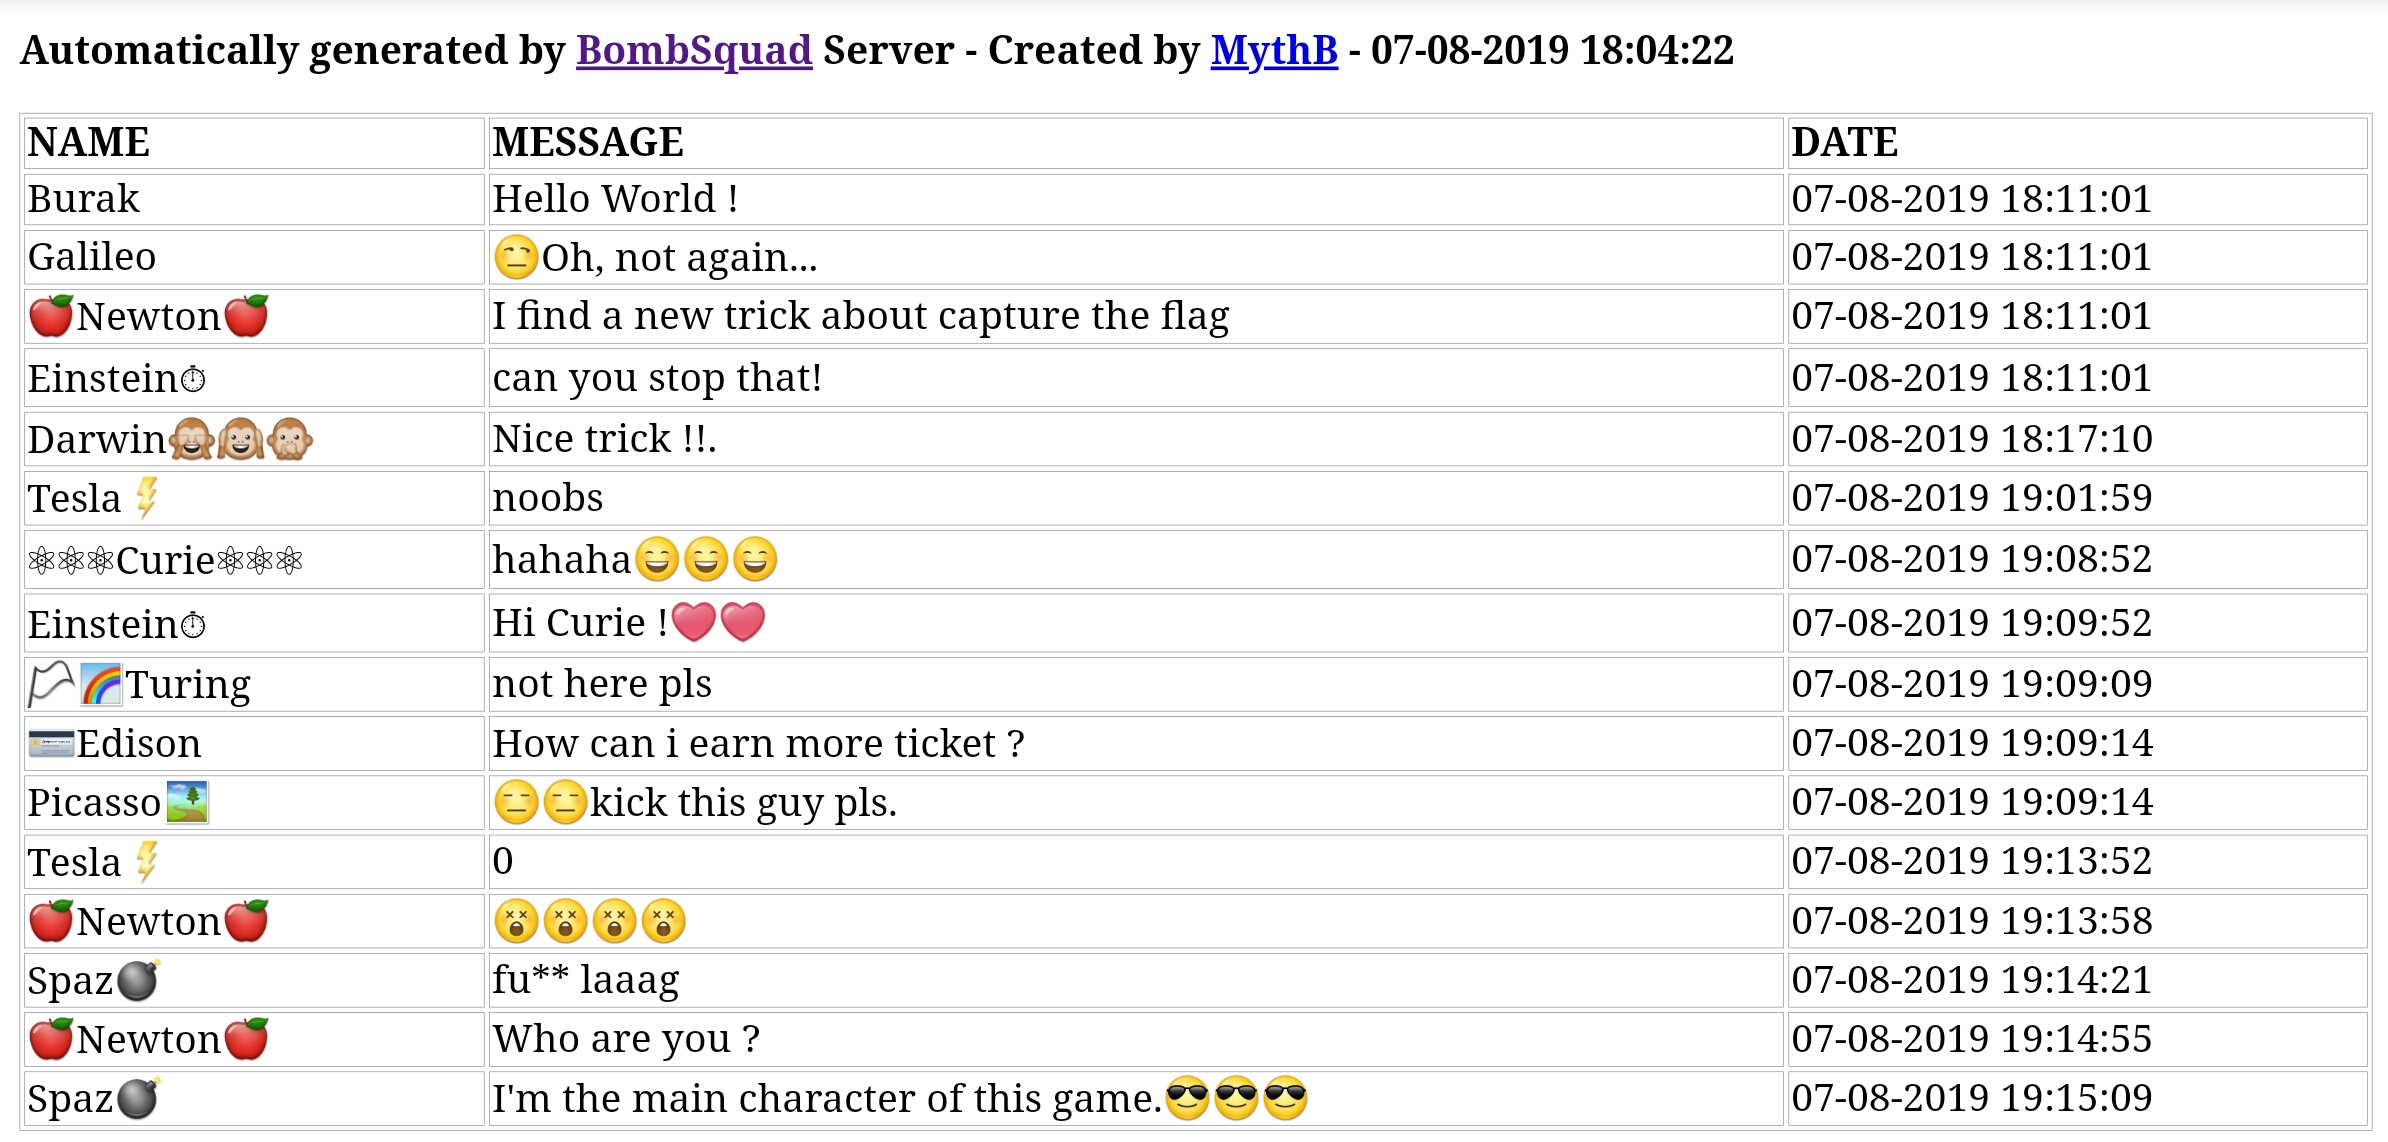 Automatically generated by BombSquad Server - Created by MythB - 07-08-2019 18:04:22
NAME MESSAGE DATE
Burak Hello World ! 07-08-2019 18:11:01
Galileo 😒Oh, not again... 07-08-2019 18:11:01
🍎Newton🍎 I find a new trick about capture the flag 07-08-2019 18:11:01
Einstein⏱ can you stop that! 07-08-2019 18:11:01
Darwin🙈🙉🙊 Nice trick !!. 07-08-2019 18:17:10
Tesla⚡ noobs 07-08-2019 19:01:59
⚛⚛⚛Curie⚛⚛⚛ hahaha😄😄😄 07-08-2019 19:08:52
Einstein⏱ Hi Curie !❤❤ 07-08-2019 19:09:52
🏳🌈Turing not here pls 07-08-2019 19:09:09
💳Edison How can i earn more ticket ? 07-08-2019 19:09:14
Picasso🏞 😑😑kick this guy pls. 07-08-2019 19:09:14
Tesla⚡ 0 07-08-2019 19:13:52
🍎Newton🍎 😵😵😵😵 07-08-2019 19:13:58
Spaz💣 fu** laaag 07-08-2019 19:14:21
🍎Newton🍎 Who are you ? 07-08-2019 19:14:55
Spaz💣 I'm the main character of this game.😎😎😎 07-08-2019 19:15:09